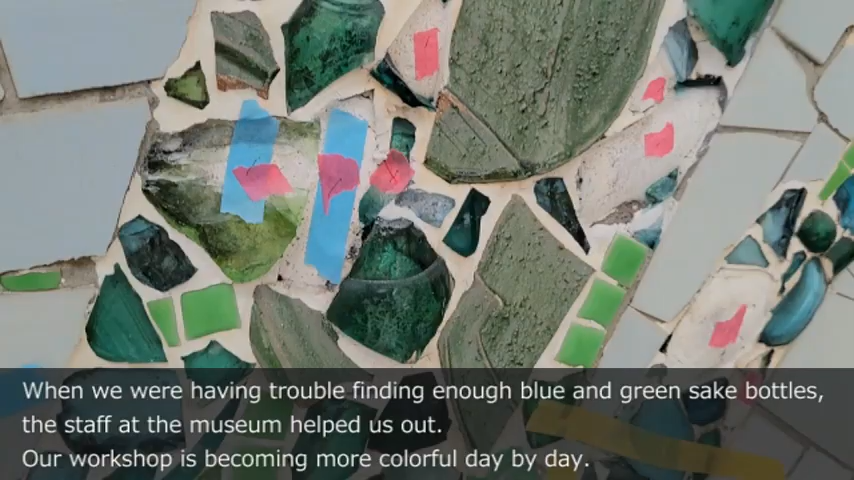 When we were having trouble finding enough blue and green sake bottles,
the staff at the museum helped us out.
Our workshop is becoming more colorful day by day.